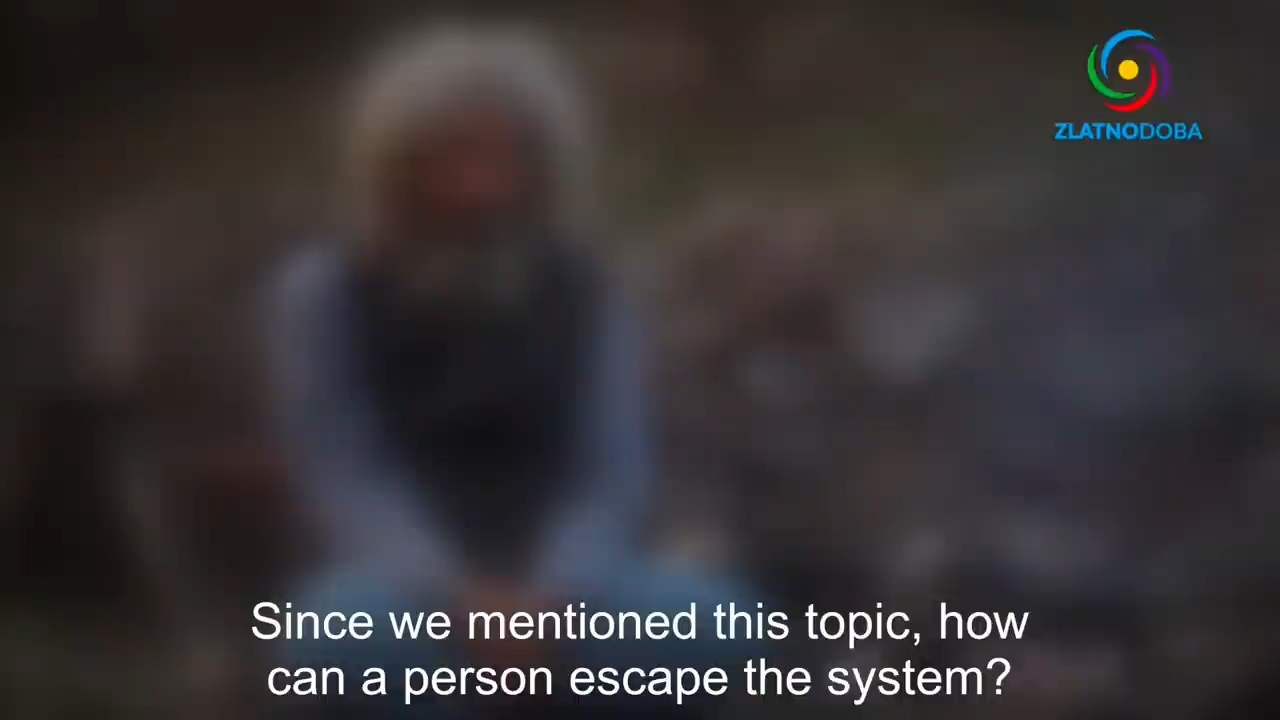 ZLATNODOBA
Since we mentioned this topic, how
can a person escape the system?